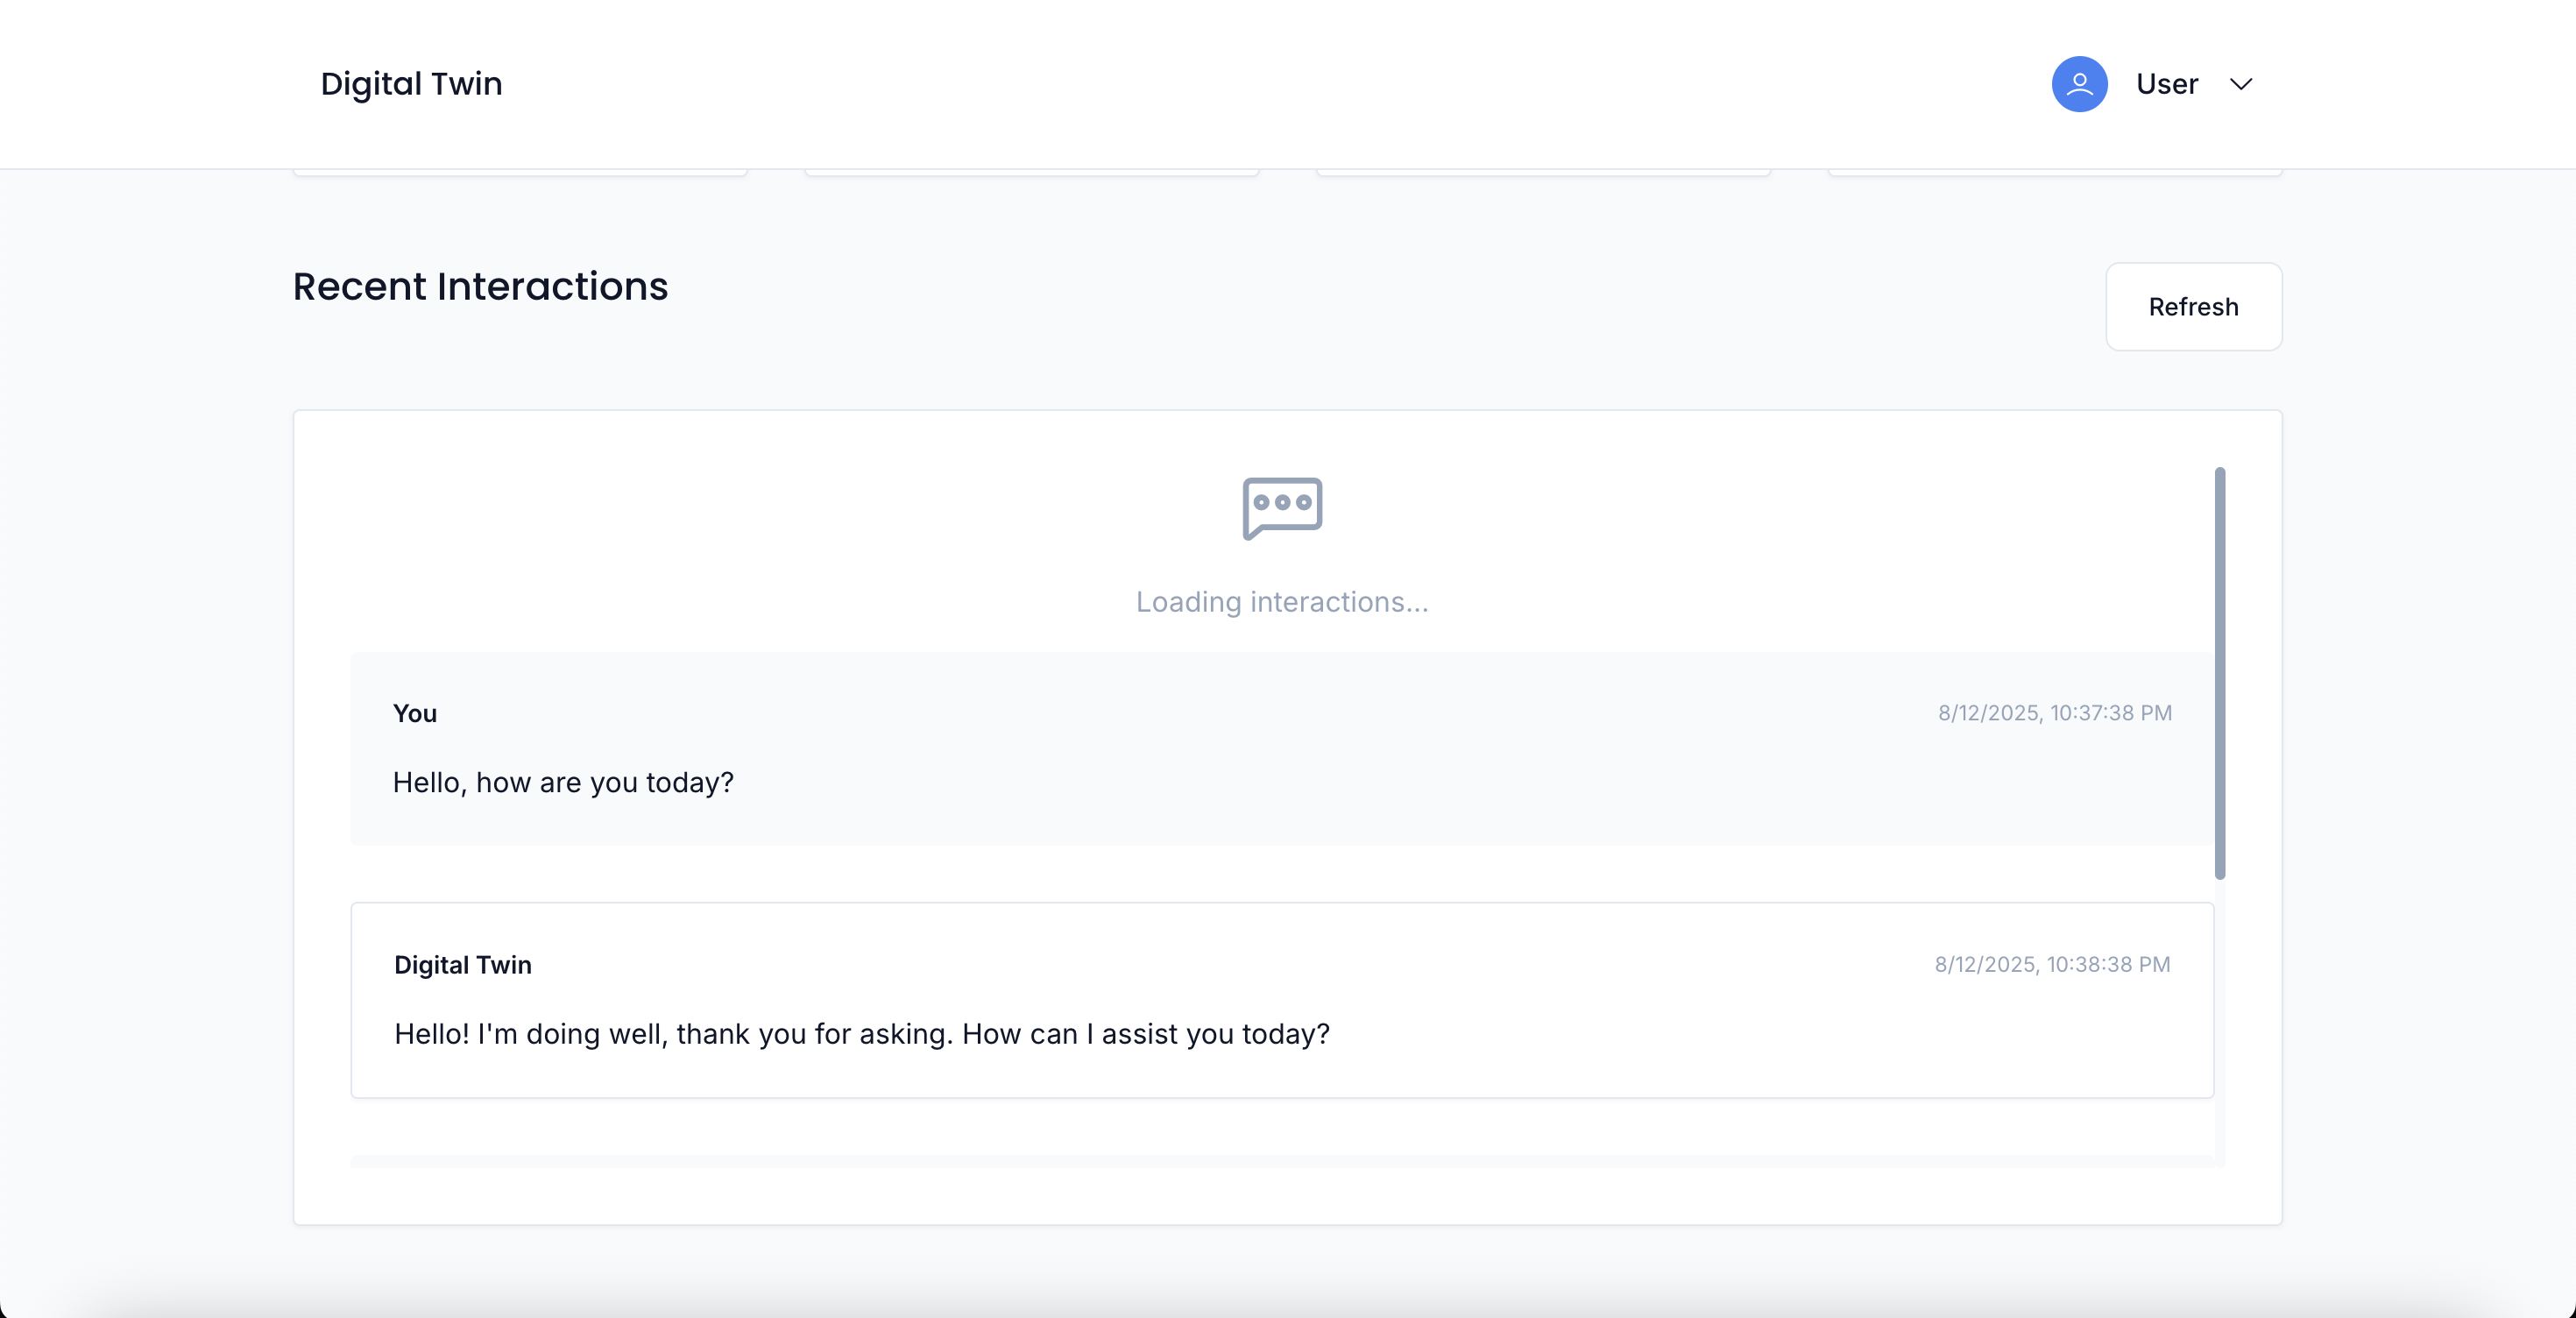 Digital Twin
User
Recent Interactions
Refresh
Loading interactions...
You
8/12/2025, 10:37:38 PM
Hello, how are you today?
Digital Twin
8/12/2025, 10:38:38 PM
Hello! I'm doing well, thank you for asking. How can I assist you today?